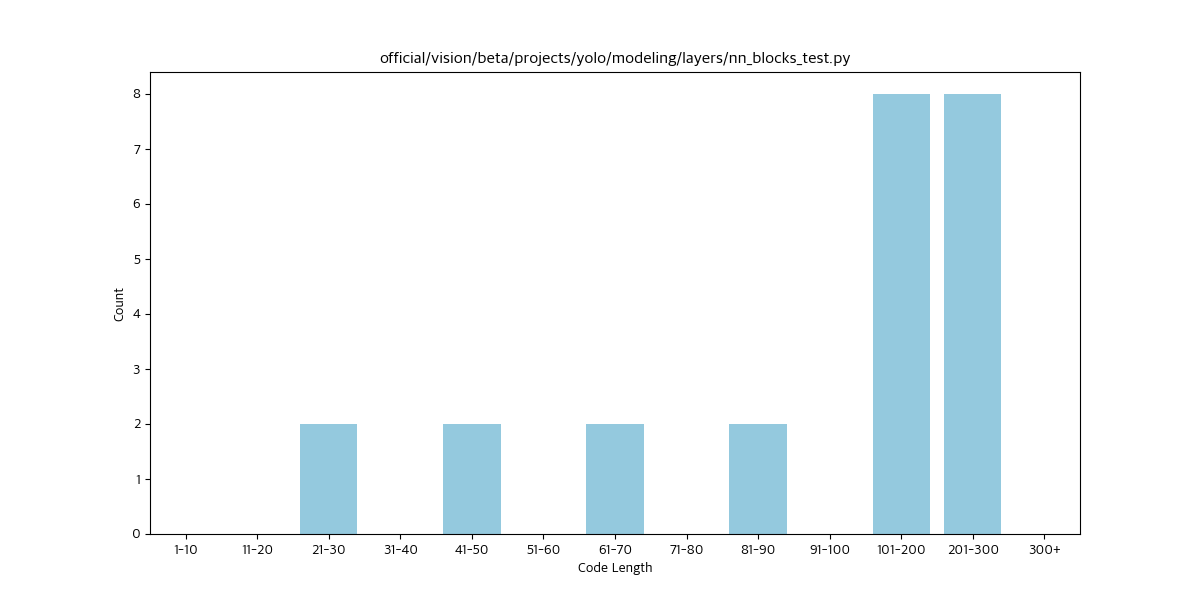 official/vision/beta/projects/yolo/modeling/layers/nn_blocks_test.py
8
7
6
5
4
3
2
1
0
Count
1-10 11-20 21-30 31-40 41-50 51-60 61-70 71-80 81-90 91-100 101-200 201-300 300+
Code Length